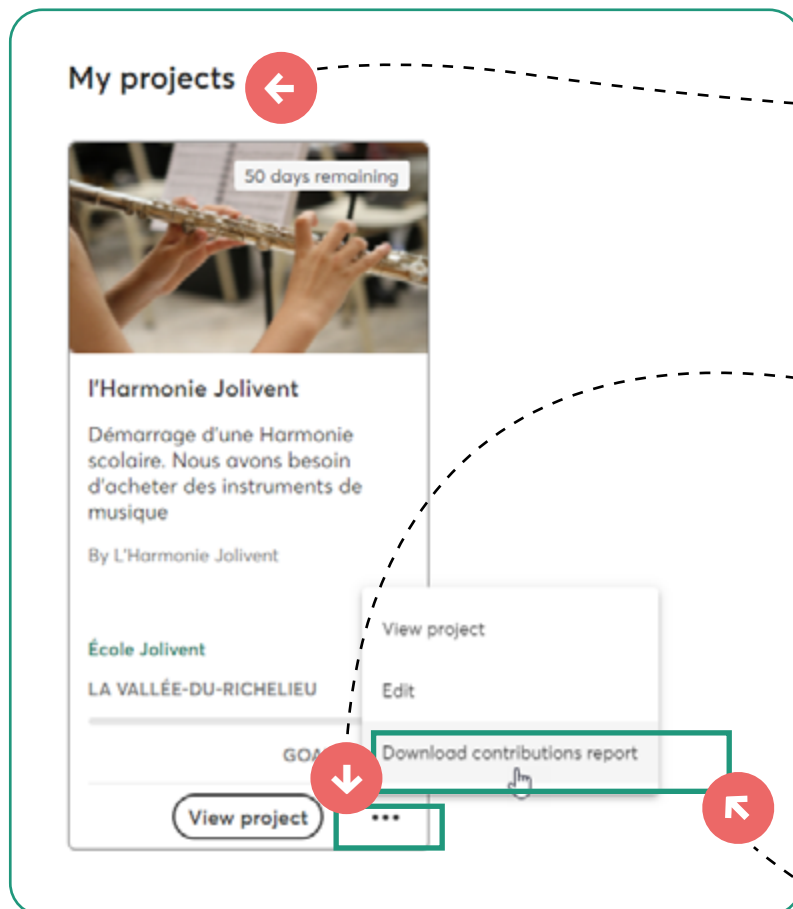 My projects
50 days remaining
l'Harmonie Jolivent
Démarrage d'une Harmonie
scolaire. Nous avons besoin
d'acheter des instruments de
musique
By L'Harmonie Jolivent
View project
École Jolivent
LA VALLÉE-DU-RICHELIEU
Edit
Download contributions report
View project